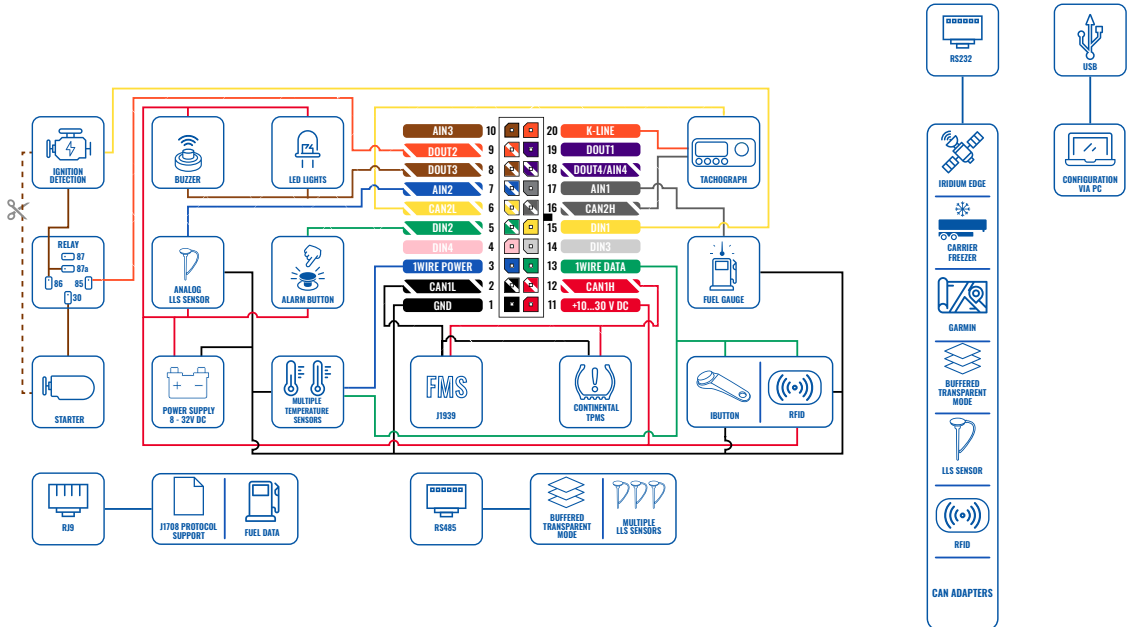 RS232
USB
IGNITION
DETECTION
BUZZER
LED LIGHTS
AIN3 10 20 K-LINE
DOUT2 9 19 DOUT1
DOUT3 8 18 DOUT4/AIN4
AIN2 7 17 AIN1
CAN2L 6 16 CAN2H
DIN2 5 15 DIN1
DIN4 4 14 DIN3
1WIRE POWER 3 13 1WIRE DATA
CAN1L 2 12 CAN1H
GND 1 11 +10...30 V DC
TACHOGRAPH
IRIDIUM EDGE
CONFIGURATION
VIA PC
RELAY
87
87a
86 85
30
ANALOG
LLS SENSOR
ALARM BUTTON
FUEL GAUGE
CARRIER
FREEZER
GARMIN
STARTER
POWER SUPPLY
8 - 32V DC
MULTIPLE
TEMPERATURE
SENSORS
FMS
J1939
CONTINENTAL
TPMS
IBUTTON
RFID
BUFFERED
TRANSPARENT
MODE
LLS SENSOR
RJ9
J1708 PROTOCOL
SUPPORT
FUEL DATA
RS485
BUFFERED
TRANSPARENT
MODE
MULTIPLE
LLS SENSORS
RFID
CAN ADAPTERS